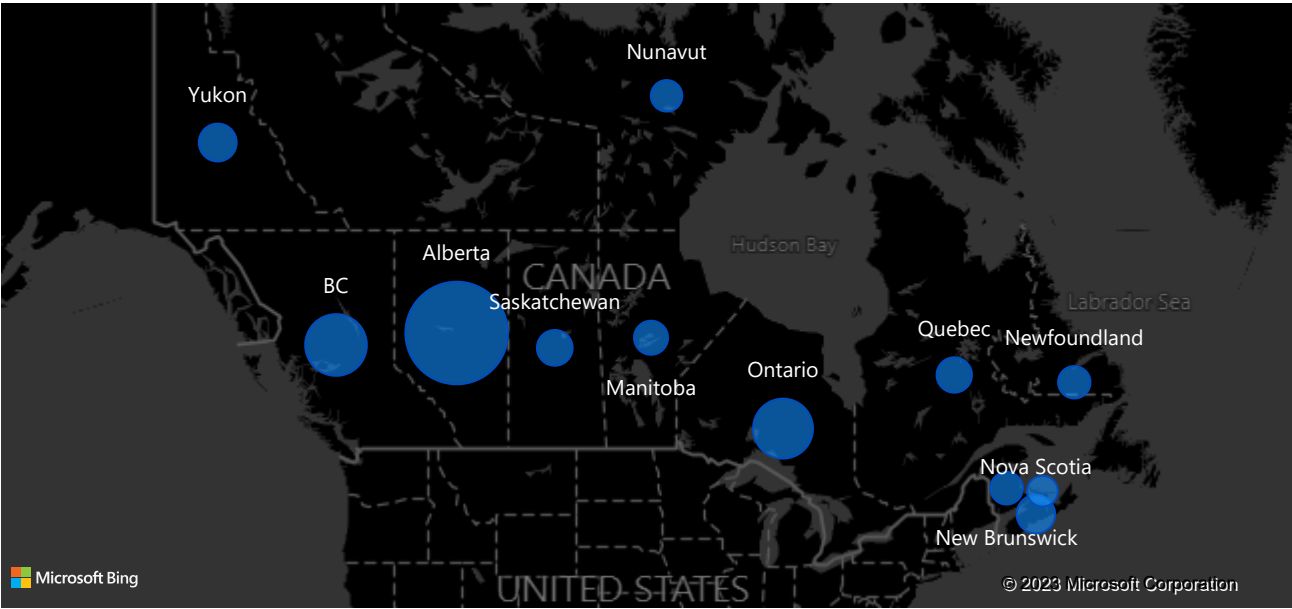 Nunavut
Yukon
Hudson Bay
Alberta
CANADA
BC
Saskatchewan
Labrador Sea
Quebec
Newfoundland
Ontario
Manitoba
Nova Scotia
New Brunswick
Microsoft Bing
UNITED STATES
© 2023 Microsoft Corporation